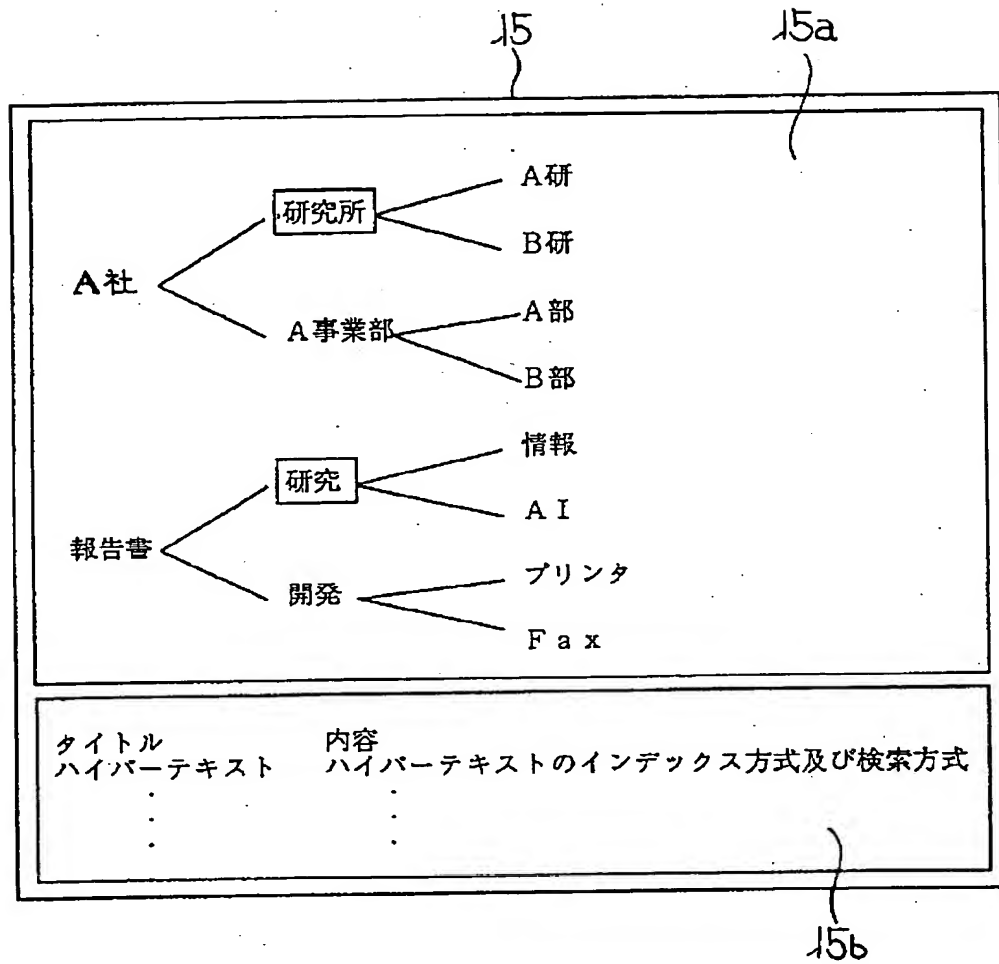 15 15a
A研
研究所
B研
A社
A部
A事業部
B部
情報
研究
AI
報告書
プリンタ
開発
Fax
タイトル 内容
ハイパーテキスト ハイパーテキストのインデックス方式及び検索方式
15b